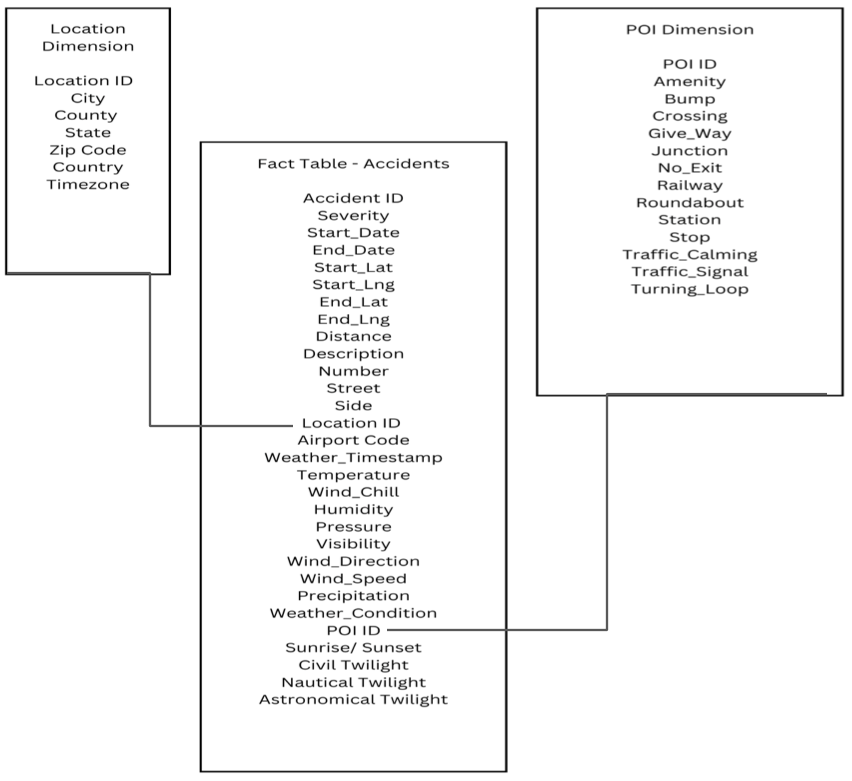 Location
Dimension
Location ID
City
County
State
Zip Code
Country
Timezone
Fact Table - Accidents
Accident ID
Severity
Start_Date
End_Date
Start_Lat
Start_Lng
End_Lat
End_Lng
Distance
Description
Number
Street
Side
Location ID
Airport Code
Weather_Timestamp
Temperature
Wind_Chill
Humidity
Pressure
Visibility
Wind_Direction
Wind_Speed
Precipitation
Weather_Condition
POI ID
Sunrise/ Sunset
Civil Twilight
Nautical Twilight
Astronomical Twilight
POI Dimension
POI ID
Amenity
Bump
Crossing
Give_Way
Junction
No_Exit
Railway
Roundabout
Station
Stop
Traffic_Calming
Traffic_Signal
Turning_Loop